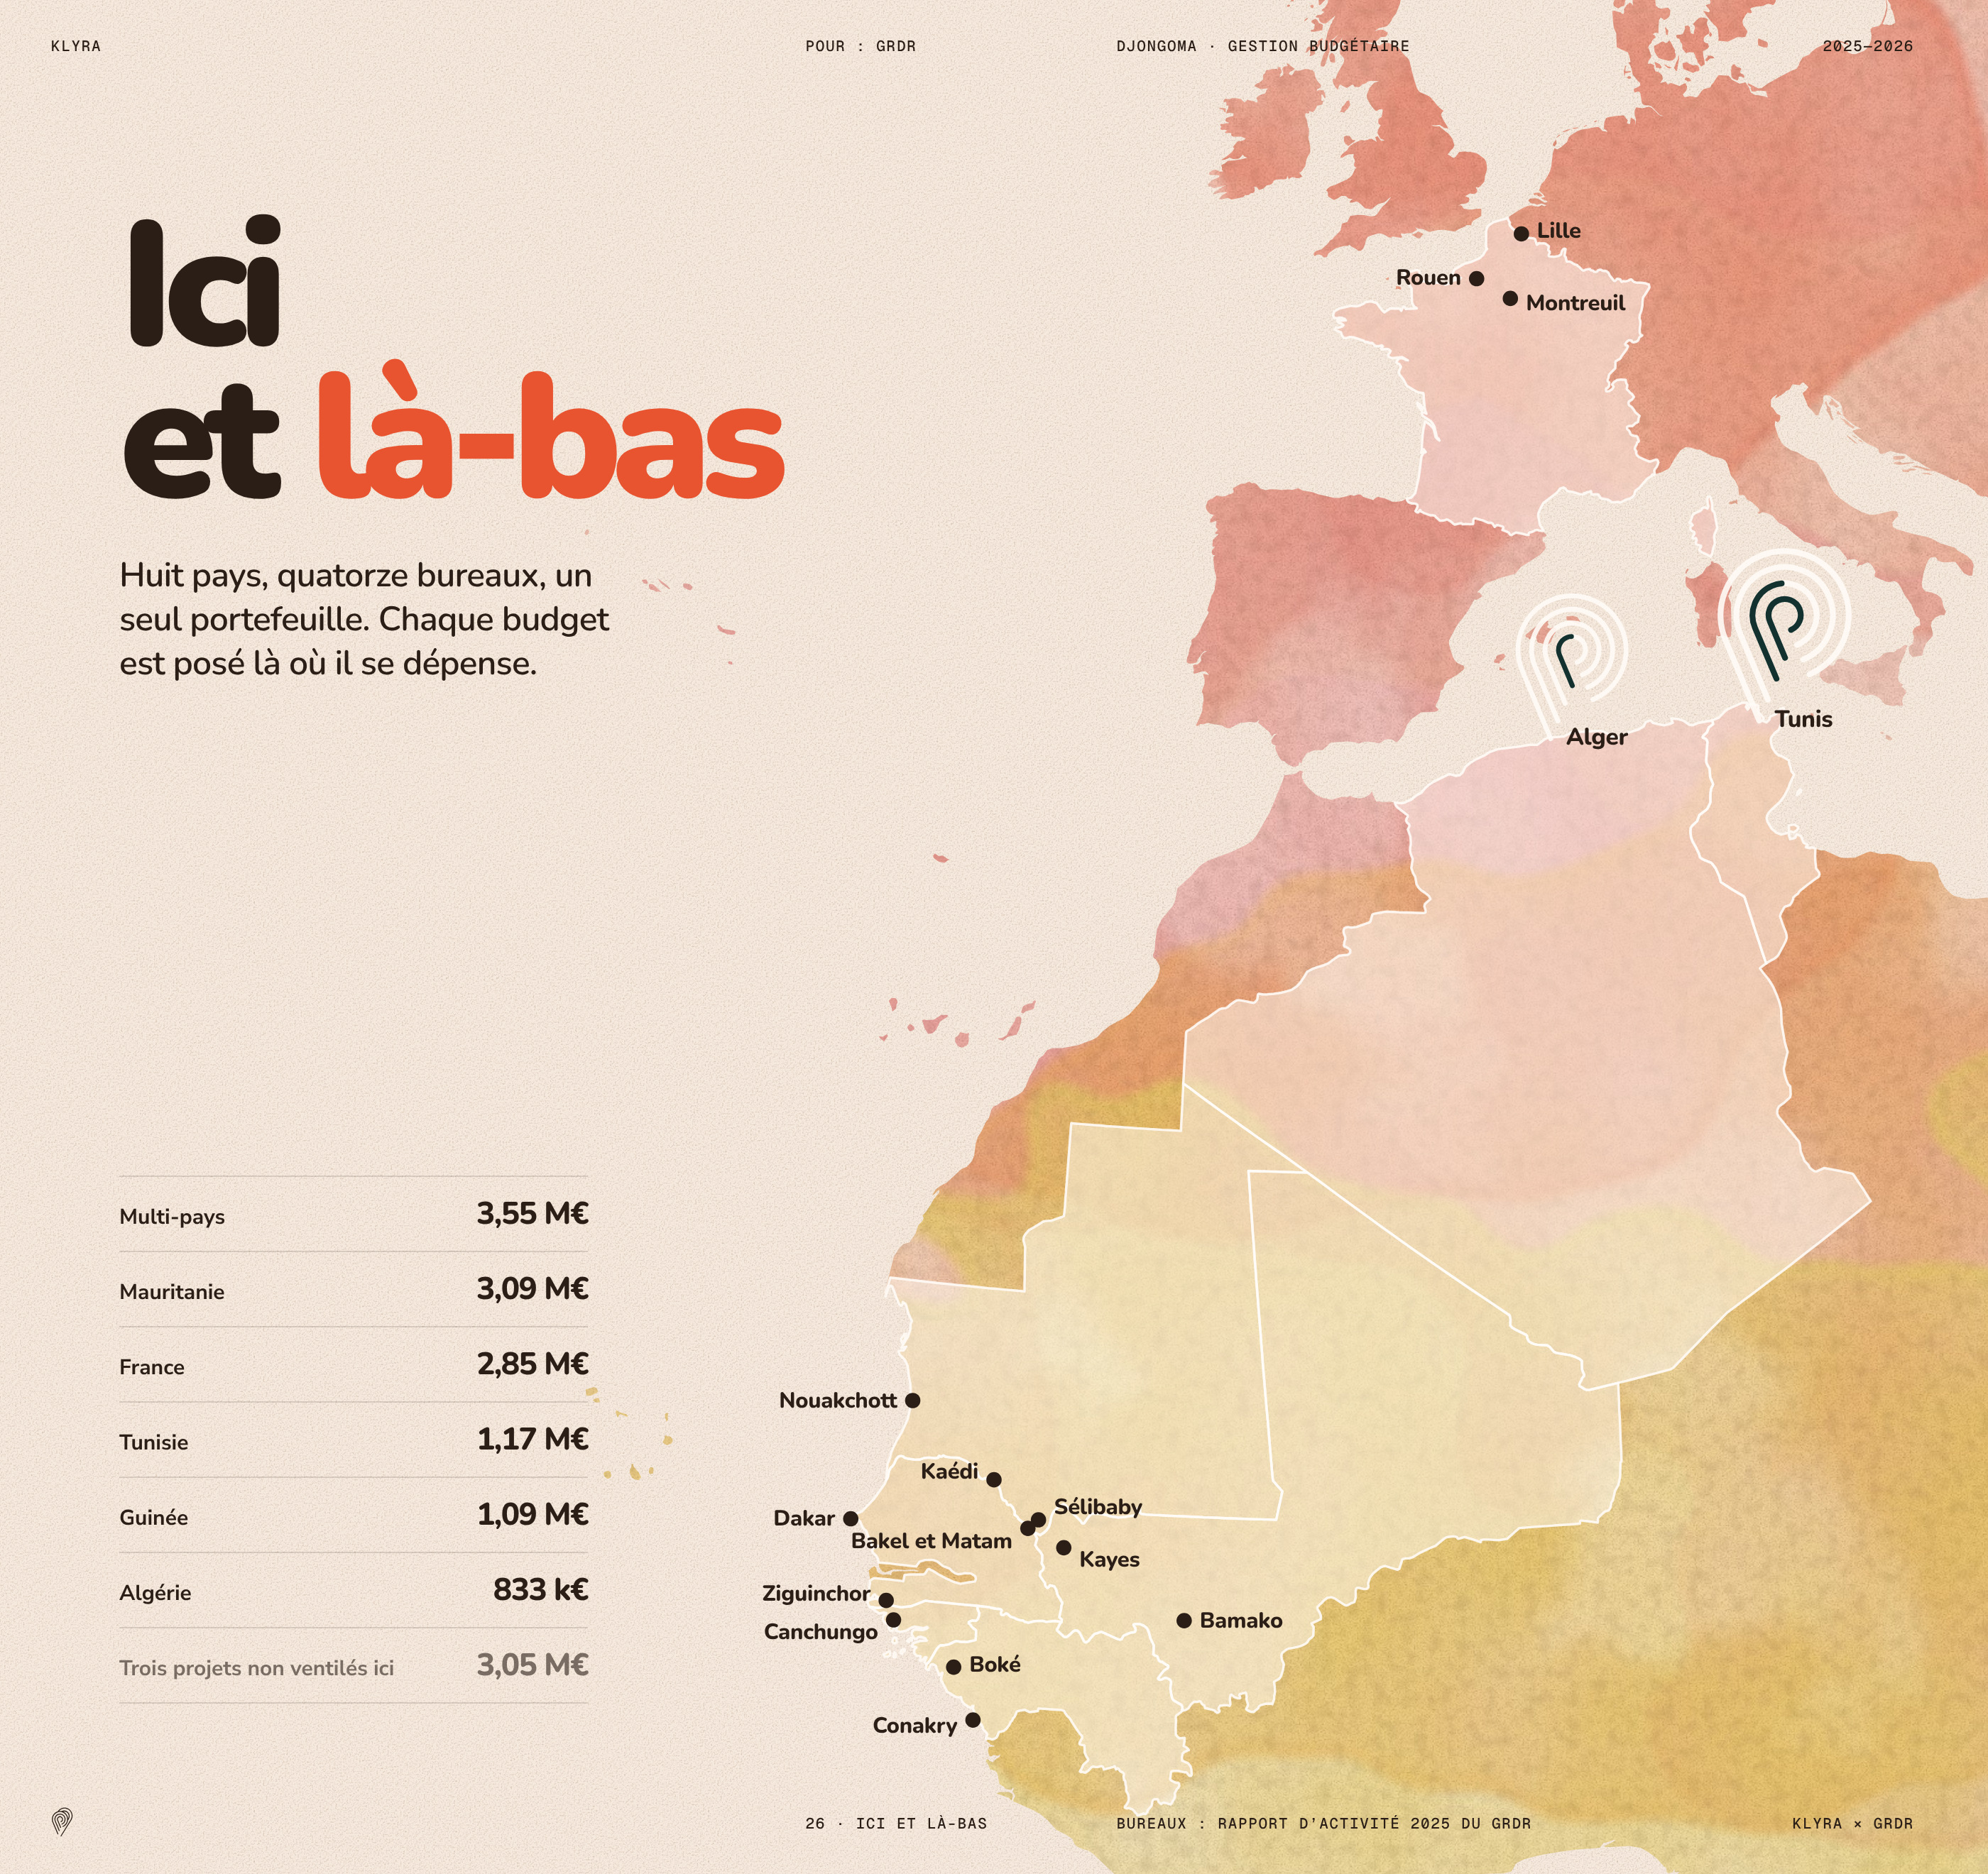 KLYRA
POUR : GRDR
DJONGOMA · GESTION BUDGÉTAIRE
2025—2026
Ici
et là-bas
Huit pays, quatorze bureaux, un
seul portefeuille. Chaque budget
est posé là où il se dépense.
Lille
Rouen
Montreuil
Tunis
Alger
Multi-pays 3,55 M€
Mauritanie 3,09 M€
France 2,85 M€
Tunisie 1,17 M€
Guinée 1,09 M€
Algérie 833 k€
Trois projets non ventilés ici 3,05 M€
Nouakchott
Kaédi
Sélibaby
Dakar
Bakel et Matam
Kayes
Ziguinchor
Bamako
Canchungo
Boké
Conakry
26 · ICI ET LÀ-BAS
BUREAUX : RAPPORT D’ACTIVITÉ 2025 DU GRDR
KLYRA × GRDR